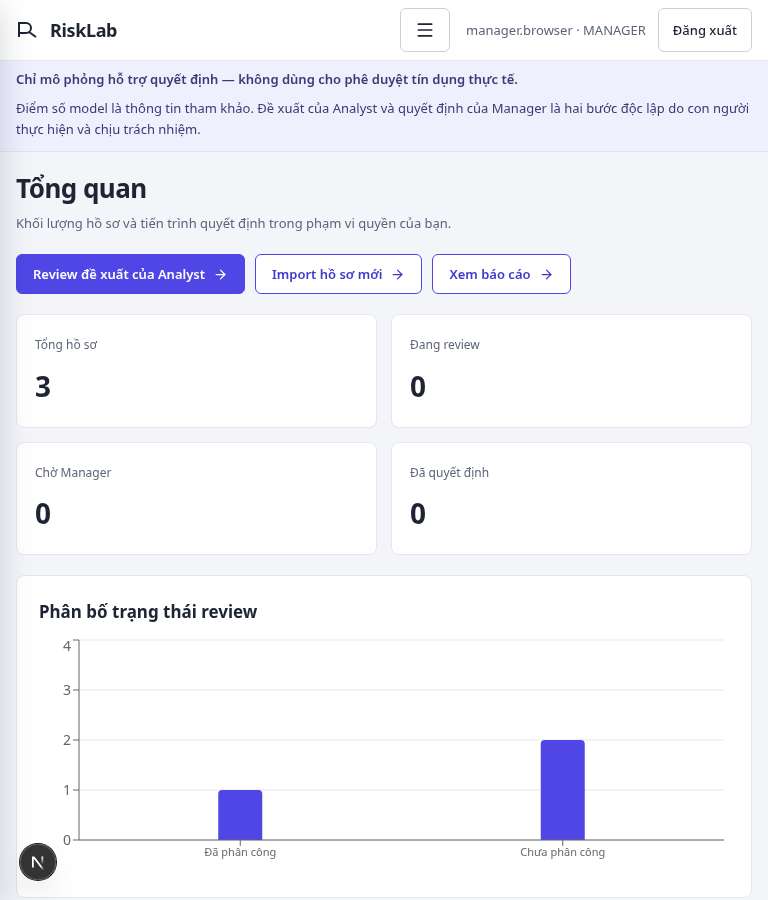 RiskLab
manager.browser · MANAGER
Đăng xuất
Chỉ mô phỏng hỗ trợ quyết định — không dùng cho phê duyệt tín dụng thực tế.
Điểm số model là thông tin tham khảo. Đề xuất của Analyst và quyết định của Manager là hai bước độc lập do con người
thực hiện và chịu trách nhiệm.
Tổng quan
Khối lượng hồ sơ và tiến trình quyết định trong phạm vi quyền của bạn.
Review đề xuất của Analyst →
Import hồ sơ mới →
Xem báo cáo →
Tổng hồ sơ
3
Đang review
0
Chờ Manager
0
Đã quyết định
0
Phân bố trạng thái review
4
3
2
1
0
Đã phân công
Chưa phân công
N